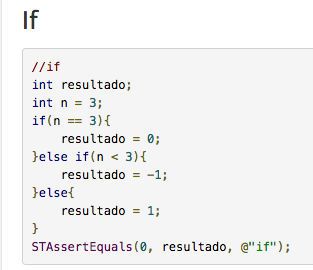 If
//if
int resultado;
int n = 3;
if(n == 3){
    resultado = 0;
}else if(n < 3){
    resultado = -1;
}else{
    resultado = 1;
}
STAssertEquals(0, resultado, @"if");